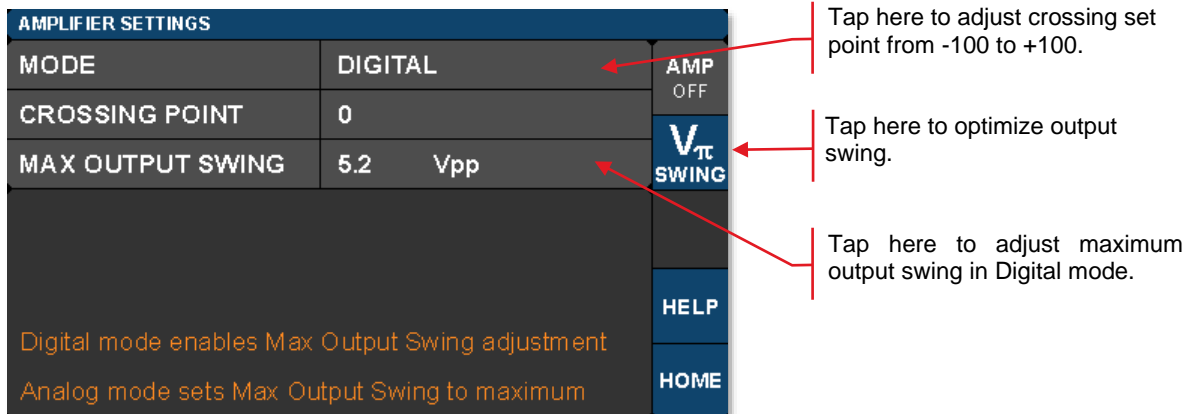 AMPLIFIER SETTINGS
MODE DIGITAL
CROSSING POINT 0
MAX OUTPUT SWING 5.2 Vpp
Digital mode enables Max Output Swing adjustment
Analog mode sets Max Output Swing to maximum
AMP
OFF
Vπ
SWING
HELP
HOME
Tap here to adjust crossing set
point from -100 to +100.
Tap here to optimize output
swing.
Tap here to adjust maximum
output swing in Digital mode.